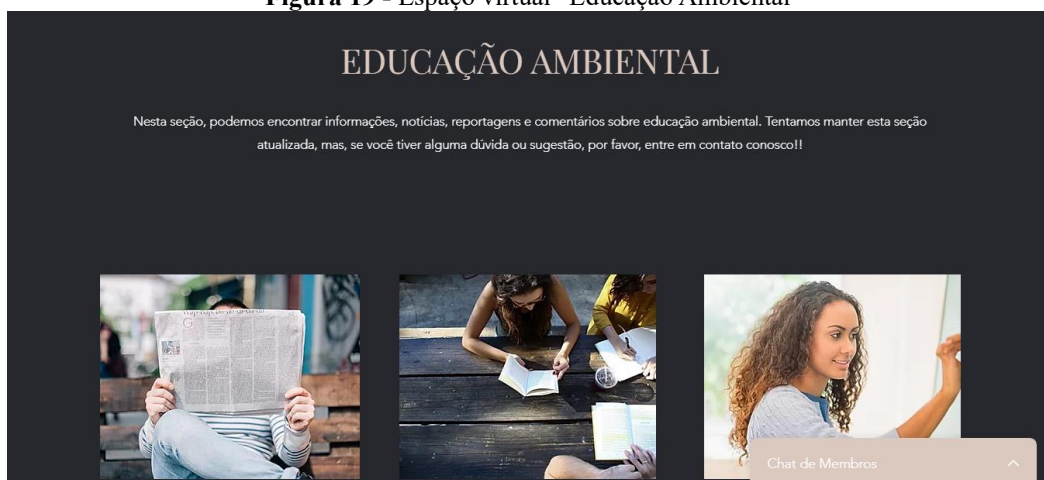 Figura 19 - Espaço virtual "Educação Ambiental"
EDUCAÇÃO AMBIENTAL
Nesta seção, podemos encontrar informações, notícias, reportagens e comentários sobre educação ambiental. Tentamos manter esta seção
atualizada, mas, se você tiver alguma dúvida ou sugestão, por favor, entre em contato conosco!!
Chat de Membros